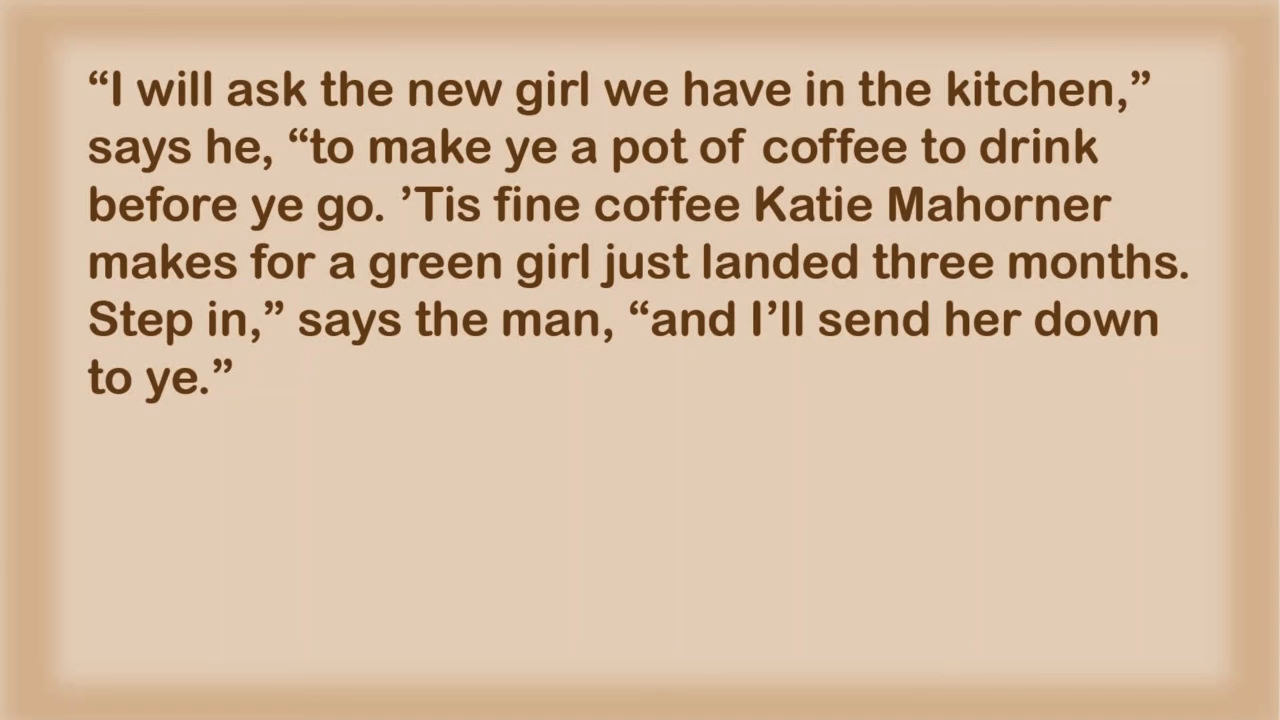 “I will ask the new girl we have in the kitchen,”
says he, “to make ye a pot of coffee to drink
before ye go. ’Tis fine coffee Katie Mahorner
makes for a green girl just landed three months.
Step in,” says the man, “and I’ll send her down
to ye.”